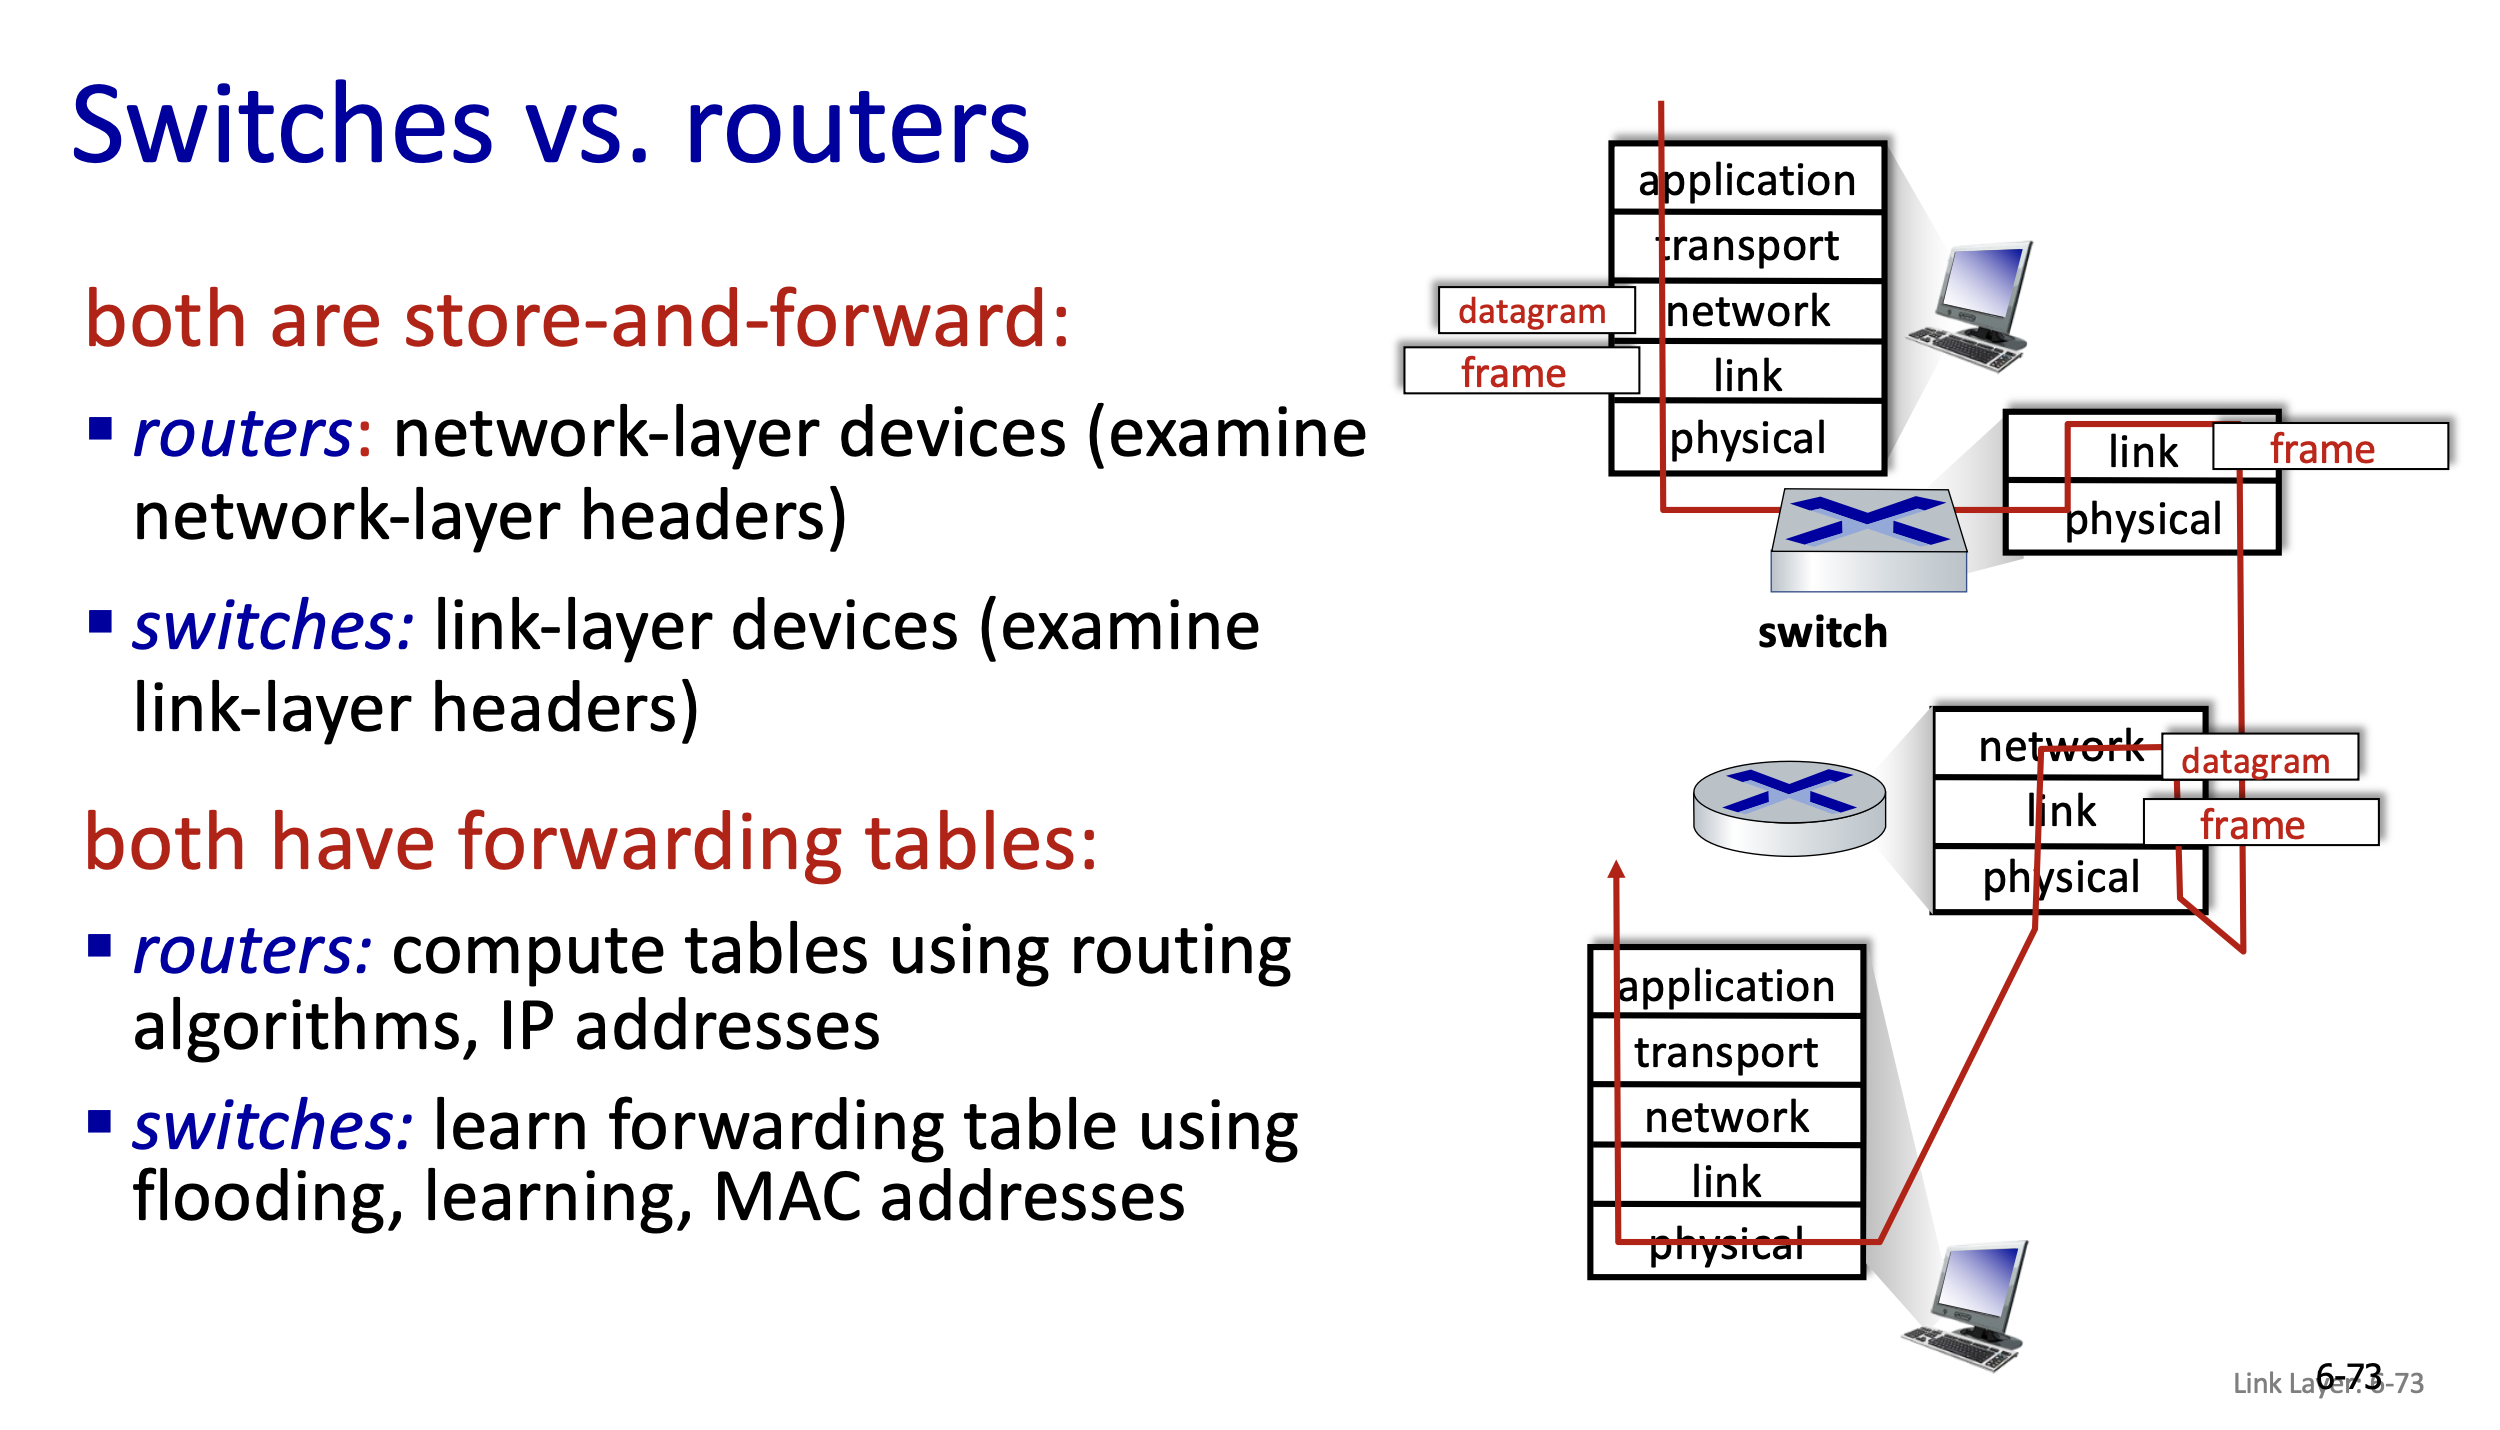 Switches vs. routers
both are store-and-forward:
routers: network-layer devices (examine
network-layer headers)
switches: link-layer devices (examine
link-layer headers)
both have forwarding tables:
routers: compute tables using routing
algorithms, IP addresses
switches: learn forwarding table using
flooding, learning, MAC addresses
application
transport
datagram
network
frame
link
physical
link
frame
physical
switch
network
datagram
link
frame
physical
application
transport
network
link
physical
6-73
Link Layer: 6-73